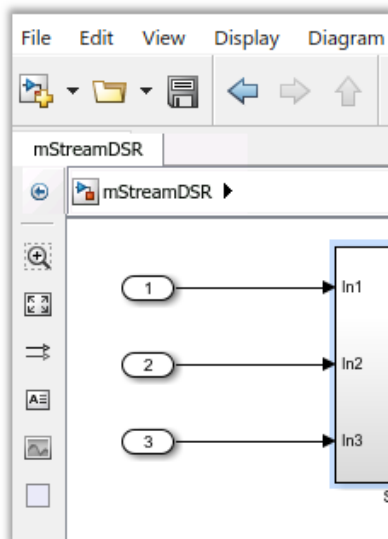 File Edit View Display Diagram
mStreamDSR
mStreamDSR
1 In1
2 In2
3 In3